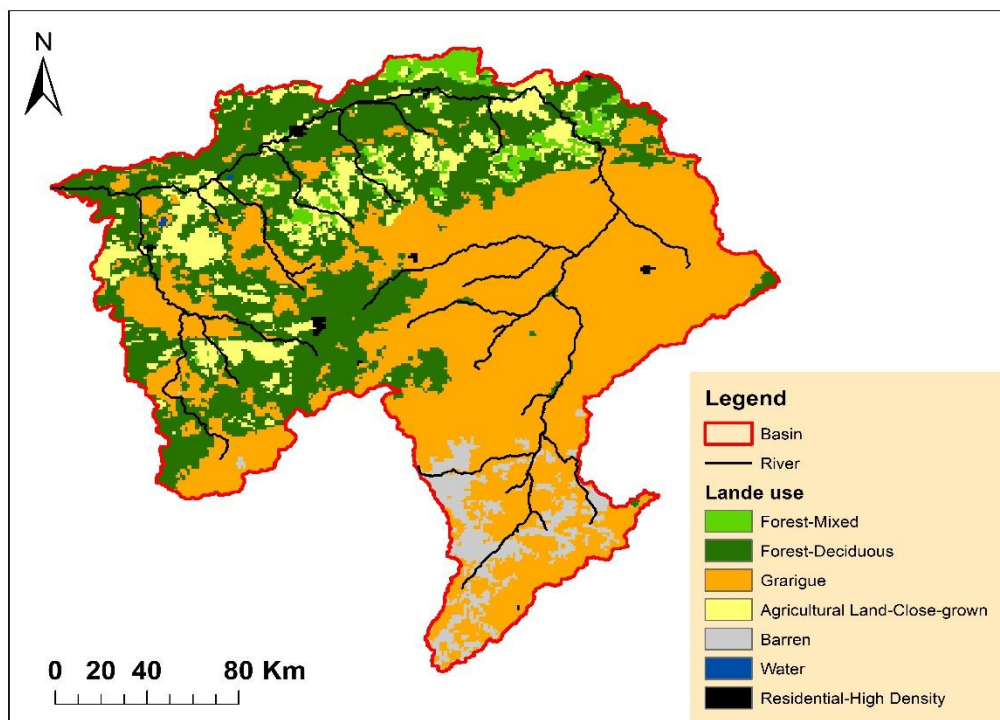 N
Legend
Basin
River
Lande use
Forest-Mixed
Forest-Deciduous
Grarigue
Agricultural Land-Close-grown
Barren
Water
Residential-High Density
0 20 40 80 Km